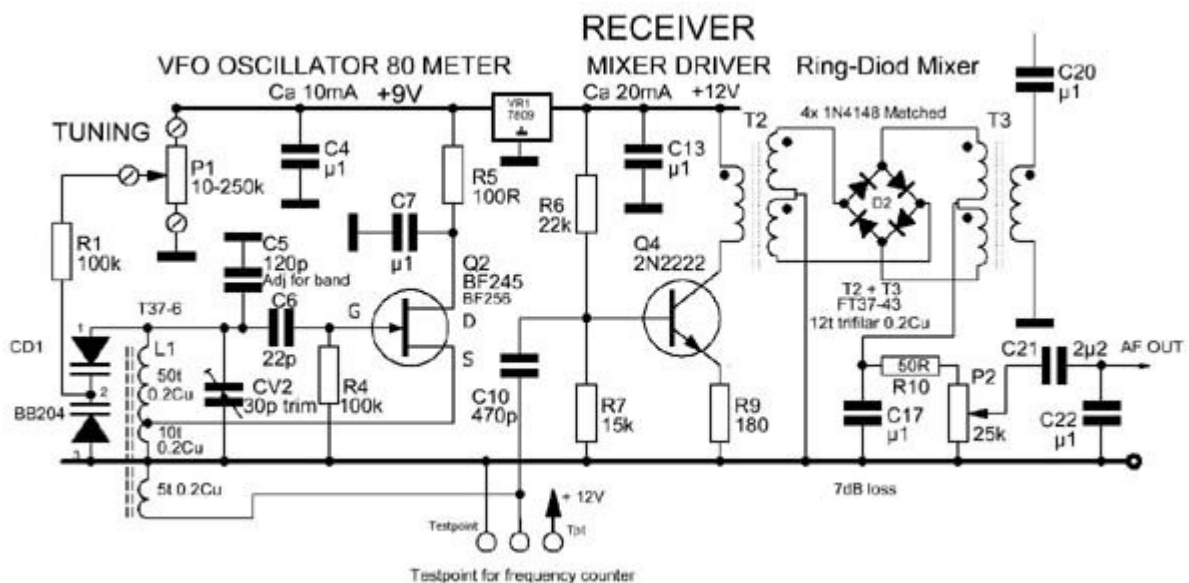 RECEIVER
VFO OSCILLATOR 80 METER
MIXER DRIVER
Ring-Diod Mixer
Ca 10mA
+9V
Ca 20mA
+12V
C20
µ1
VR1
7809
TUNING
P1
10-250k
C4
µ1
R5
100R
C13
µ1
T2
4x 1N4148 Matched
T3
R1
100k
C5
120p
Adj for band
C7
µ1
R6
22k
D2
Q2
BF245
BF256
Q4
2N2222
T37-6
C6
22p
G
D
S
T2 + T3
FT37-43
12t trifilar 0.2Cu
CD1
1
2
3
BB204
L1
50t
0.2Cu
10t
0.2Cu
CV2
30p trim
R4
100k
C10
470p
R7
15k
R9
180
50R
R10
C17
µ1
P2
25k
C21
2µ2
AF OUT
C22
µ1
5t 0.2Cu
7dB loss
+ 12V
Testpoint
Testpoint for frequency counter